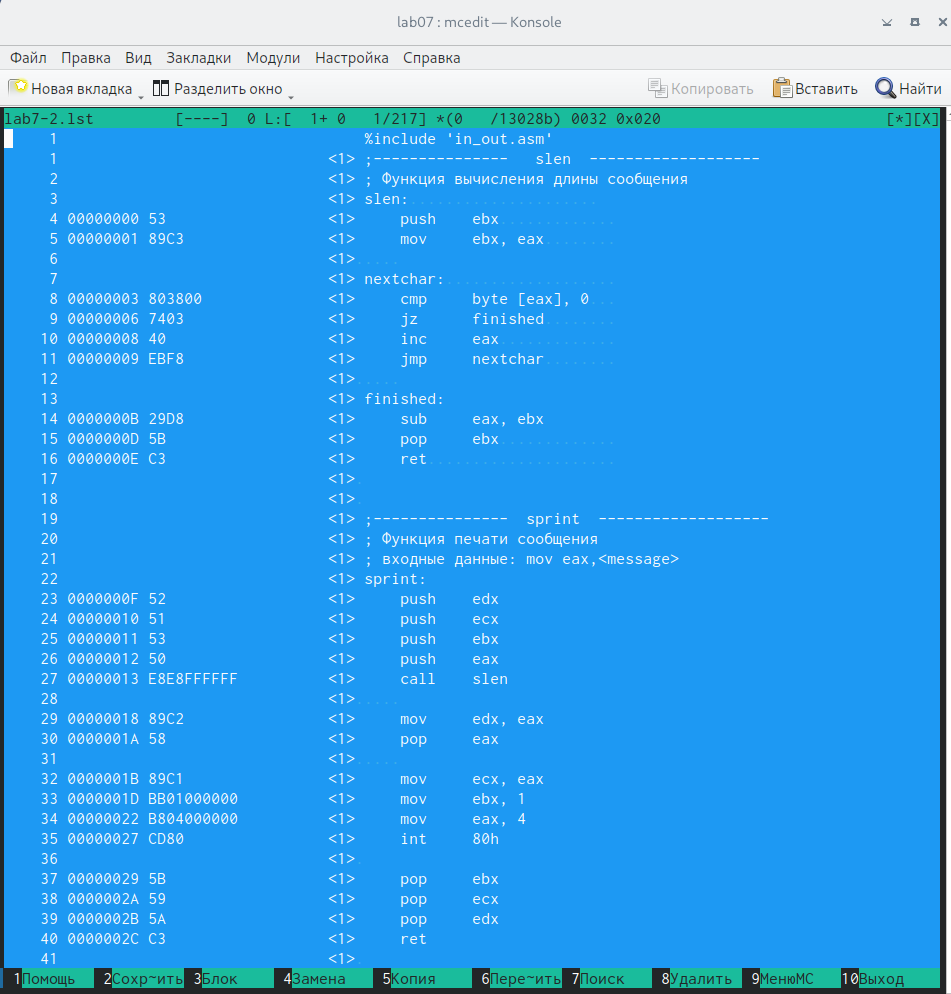 lab07 : mcedit — Konsole
Файл Правка Вид Закладки Модули Настройка Справка
Новая вкладка Разделить окно Копировать Вставить Найти
lab7-2.lst [----] 0 L:[ 1+ 0 1/217] *(0 /13028b) 0032 0x020 [*][X]
1 %include 'in_out.asm'
1 <1> ;--------------- slen -------------------
2 <1> ; Функция вычисления длины сообщения
3 <1> slen:
4 00000000 53 <1> push ebx
5 00000001 89C3 <1> mov ebx, eax
6 <1>
7 <1> nextchar:
8 00000003 803800 <1> cmp byte [eax], 0
9 00000006 7403 <1> jz finished
10 00000008 40 <1> inc eax
11 00000009 EBF8 <1> jmp nextchar
12 <1>
13 <1> finished:
14 0000000B 29D8 <1> sub eax, ebx
15 0000000D 5B <1> pop ebx
16 0000000E C3 <1> ret
17 <1>
18 <1>
19 <1> ;--------------- sprint -------------------
20 <1> ; Функция печати сообщения
21 <1> ; входные данные: mov eax,<message>
22 <1> sprint:
23 0000000F 52 <1> push edx
24 00000010 51 <1> push ecx
25 00000011 53 <1> push ebx
26 00000012 50 <1> push eax
27 00000013 E8E8FFFFFF <1> call slen
28 <1>
29 00000018 89C2 <1> mov edx, eax
30 0000001A 58 <1> pop eax
31 <1>
32 0000001B 89C1 <1> mov ecx, eax
33 0000001D BB01000000 <1> mov ebx, 1
34 00000022 B804000000 <1> mov eax, 4
35 00000027 CD80 <1> int 80h
36 <1>
37 00000029 5B <1> pop ebx
38 0000002A 59 <1> pop ecx
39 0000002B 5A <1> pop edx
40 0000002C C3 <1> ret
41 <1>
1Помощь 2Сохр~ить 3Блок 4Замена 5Копия 6Пере~ить 7Поиск 8Удалить 9МенюMC 10Выход